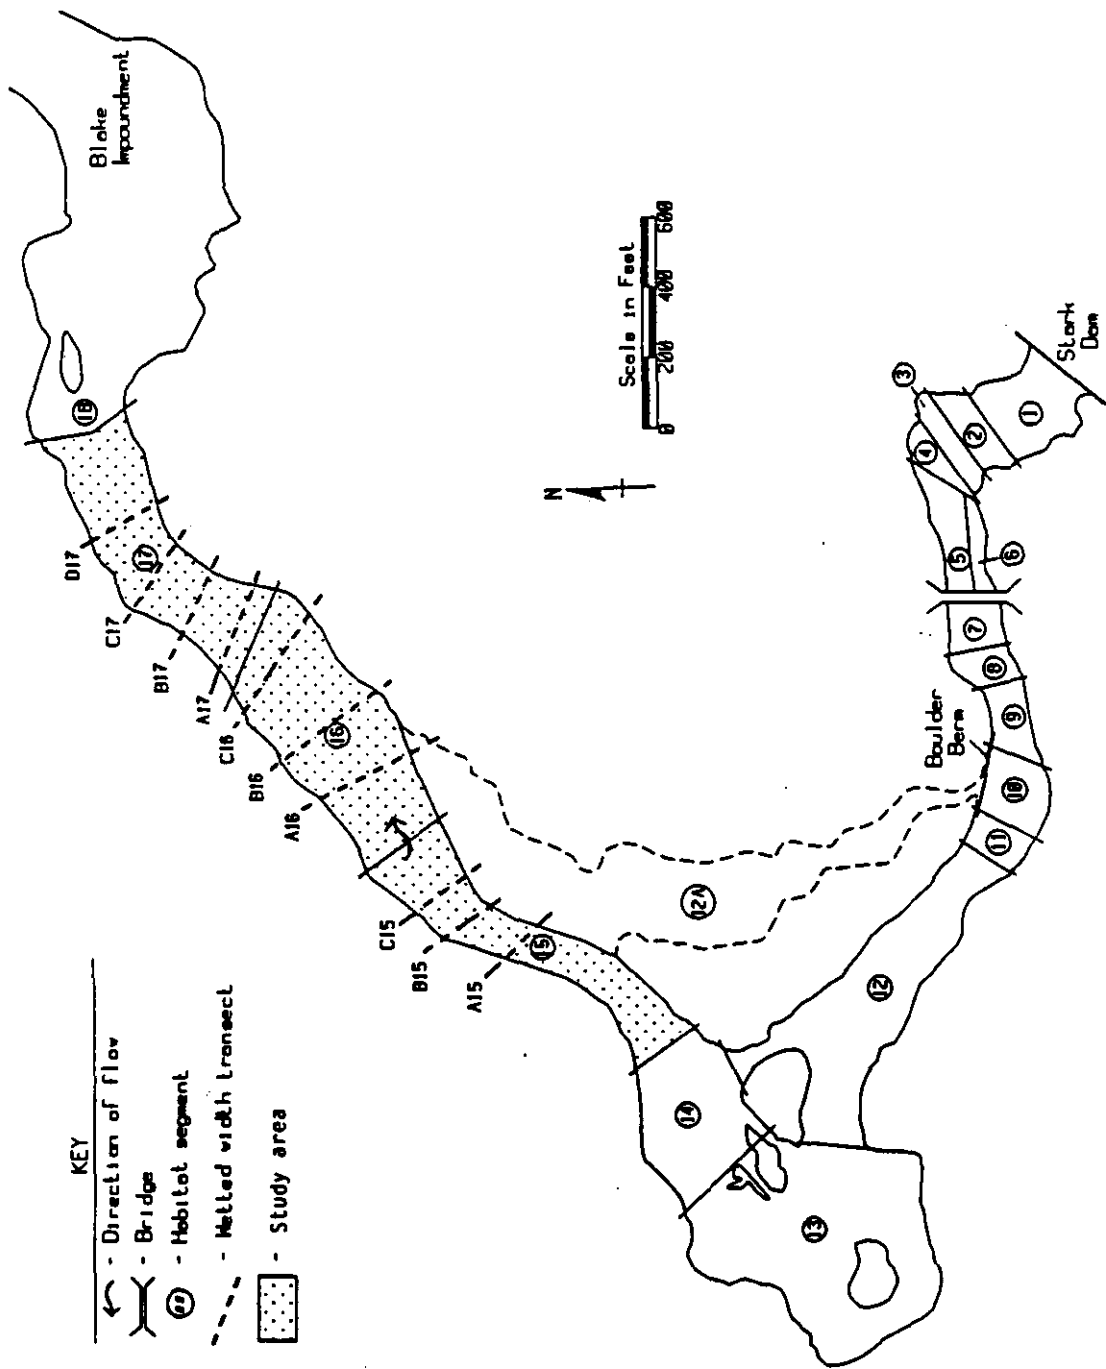 KEY
- Direction of flow
- Bridge
## - Habitat segment
- Wetted width transect
- Study area
Blake
Impoundment
18
D17
17
C17
B17
A17
C16
16
B16
A16
C15
B15
15
A15
14
13
12
12A
11
10
9
8
7
6
5
4
3
2
1
Boulder
Berm
Stark
Dam
N
Scale in Feet
0 200 400 600